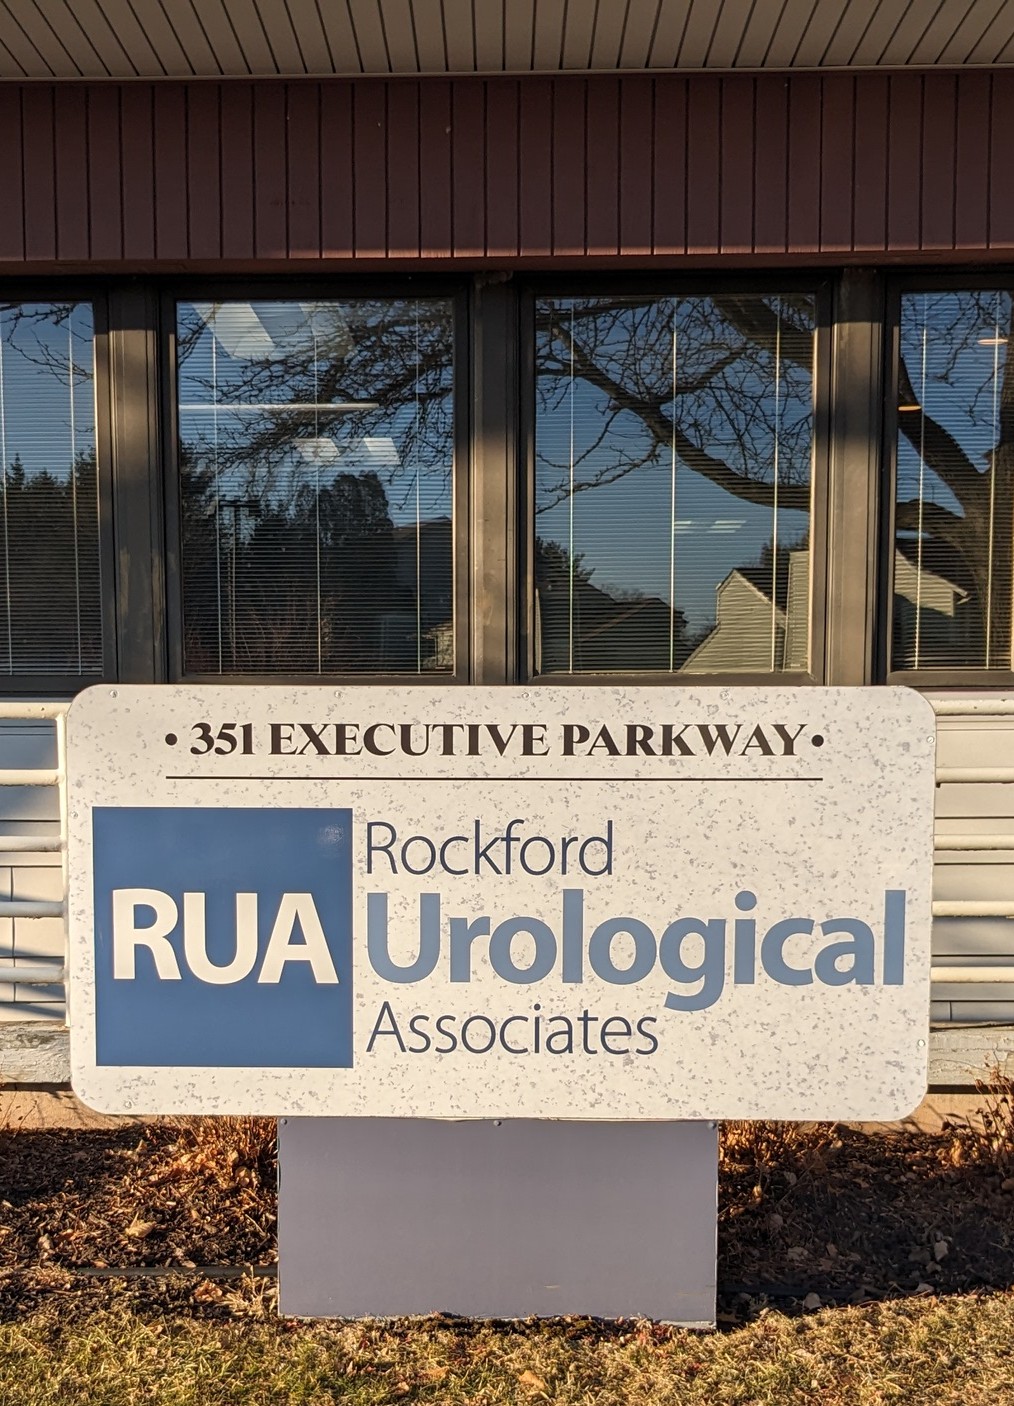 • 351 EXECUTIVE PARKWAY •
RUA
Rockford
Urological
Associates